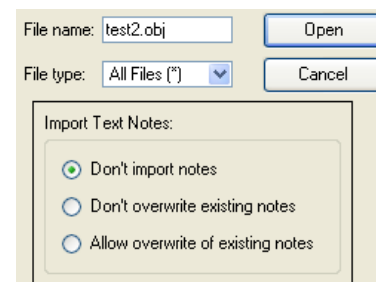 File name: test2.obj Open
File type: All Files (*) Cancel
Import Text Notes:
Don't import notes
Don't overwrite existing notes
Allow overwrite of existing notes